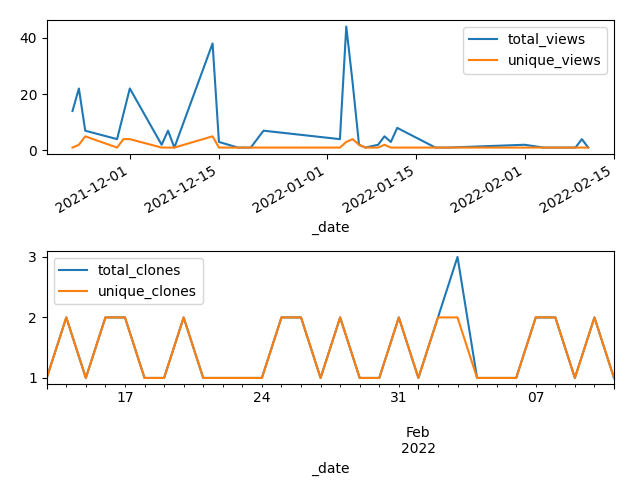 40
20
0
total_views
unique_views
2021-12-01
2021-12-15
2022-01-01
2022-01-15
2022-02-01
2022-02-15
_date
3
2
1
total_clones
unique_clones
17
24
31
07
Feb
2022
_date